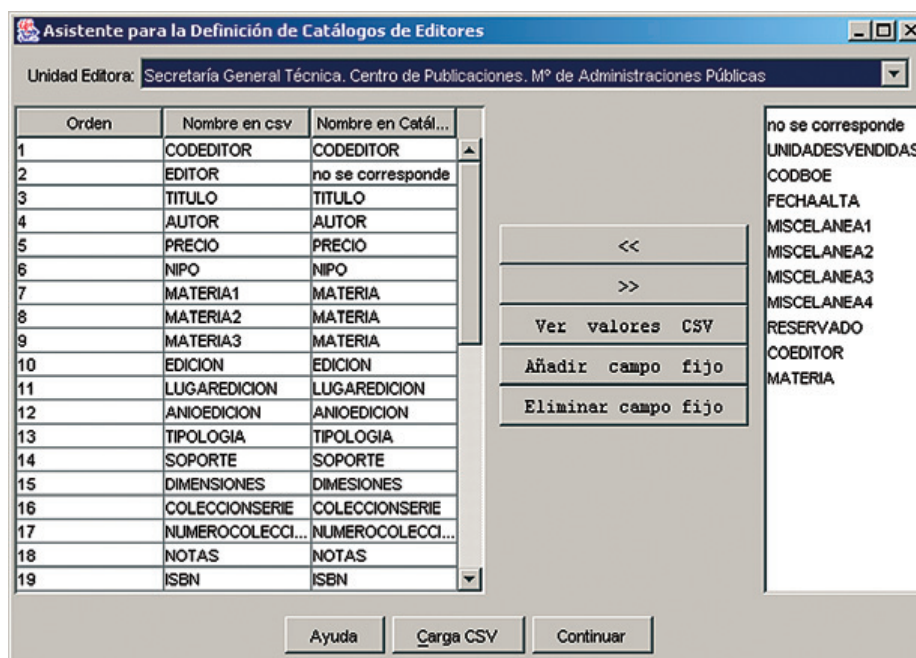 Asistente para la Definición de Catálogos de Editores
Unidad Editora: Secretaría General Técnica. Centro de Publicaciones. Mº de Administraciones Públicas
Orden Nombre en csv Nombre en Catál...
1 CODEDITOR CODEDITOR
2 EDITOR no se corresponde
3 TITULO TITULO
4 AUTOR AUTOR
5 PRECIO PRECIO
6 NIPO NIPO
7 MATERIA1 MATERIA
8 MATERIA2 MATERIA
9 MATERIA3 MATERIA
10 EDICION EDICION
11 LUGAREDICION LUGAREDICION
12 ANIOEDICION ANIOEDICION
13 TIPOLOGIA TIPOLOGIA
14 SOPORTE SOPORTE
15 DIMENSIONES DIMESIONES
16 COLECCIONSERIE COLECCIONSERIE
17 NUMEROCOLECCI... NUMEROCOLECCI...
18 NOTAS NOTAS
19 ISBN ISBN
<<
>>
Ver valores CSV
Añadir campo fijo
Eliminar campo fijo
no se corresponde
UNIDADESVENDIDAS
CODBOE
FECHAALTA
MISCELANEA1
MISCELANEA2
MISCELANEA3
MISCELANEA4
RESERVADO
COEDITOR
MATERIA
Ayuda Carga CSV Continuar